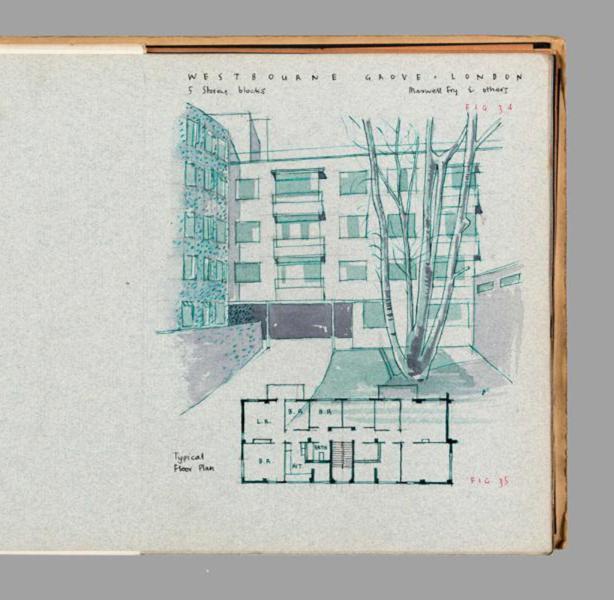 WESTBOURNE GROVE · LONDON
5 Storey blocks
Maxwell Fry & others
FIG 34
L.R.
B.R.
B.R.
BATH
B.R.
KIT.
Typical
Floor Plan
FIG 35